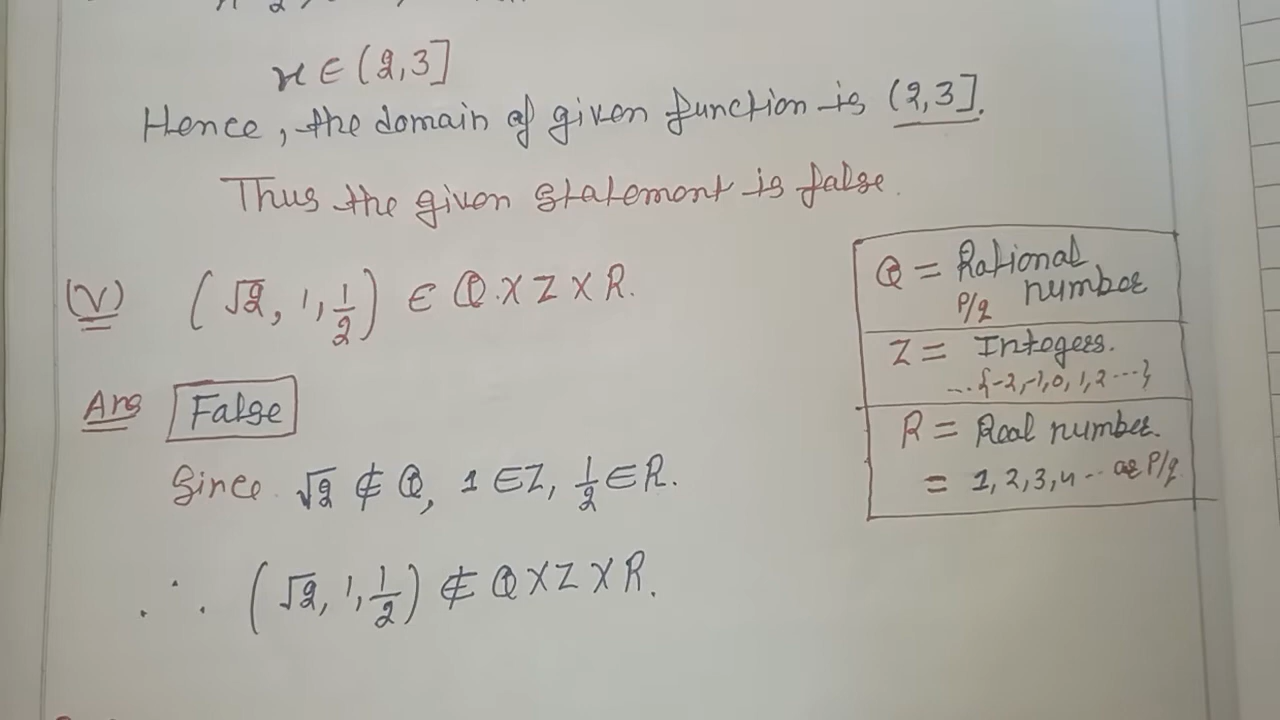 x ∈ (2,3]
Hence, the domain of given function is (2,3].
Thus the given statement is false.
(V) (√2, 1, 1/2) ∈ Q × Z × R.
Ans False
Since √2 ∉ Q, 1 ∈ Z, 1/2 ∈ R.
∴ (√2, 1, 1/2) ∉ Q × Z × R.
Q = Rational number
P/q
Z = Integers.
...{-2,-1,0,1,2...}
R = Real number.
= 1,2,3,4.. or P/q